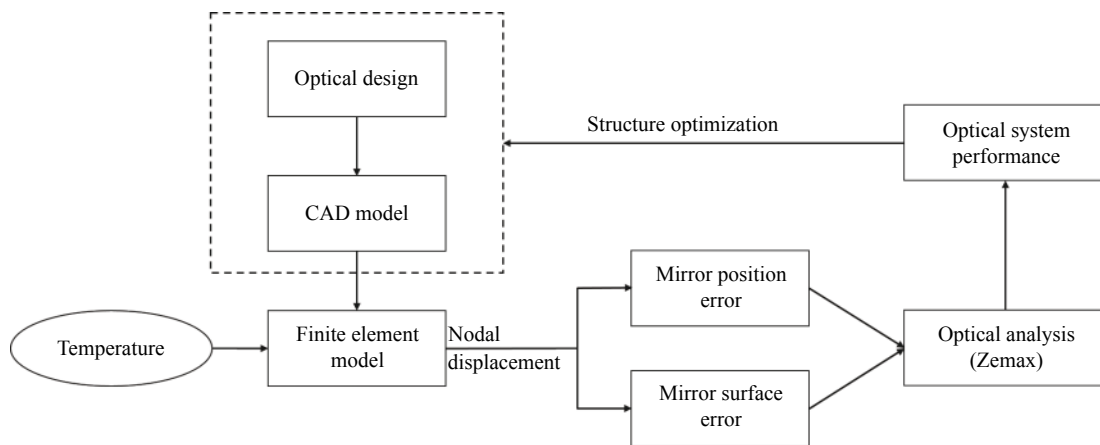 Optical design
Structure optimization
Optical system
performance
CAD model
Mirror position
error
Temperature
Finite element
model
Nodal
displacement
Optical analysis
(Zemax)
Mirror surface
error